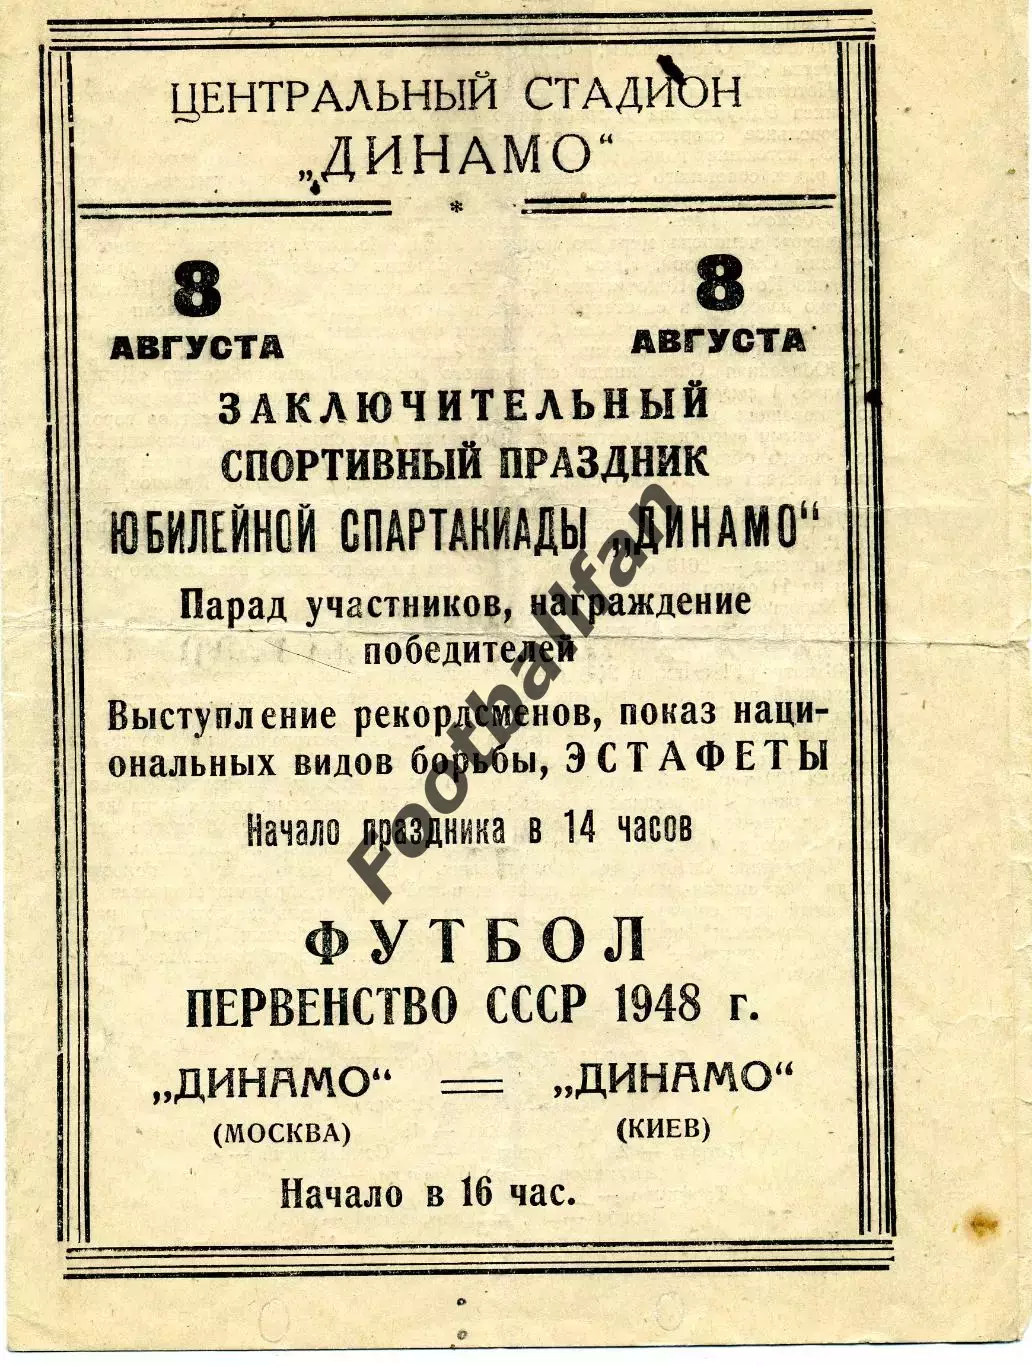 ЦЕНТРАЛЬНЫЙ СТАДИОН
„ДИНАМО“
*
8 8
АВГУСТА АВГУСТА
ЗАКЛЮЧИТЕЛЬНЫЙ
СПОРТИВНЫЙ ПРАЗДНИК
ЮБИЛЕЙНОЙ СПАРТАКИАДЫ „ДИНАМО“
Парад участников, награждение
победителей
Выступление рекордсменов, показ наци-
ональных видов борьбы, ЭСТАФЕТЫ
Начало праздника в 14 часов
ФУТБОЛ
ПЕРВЕНСТВО СССР 1948 г.
„ДИНАМО“ = „ДИНАМО“
(МОСКВА) (КИЕВ)
Начало в 16 час.
Footballfan